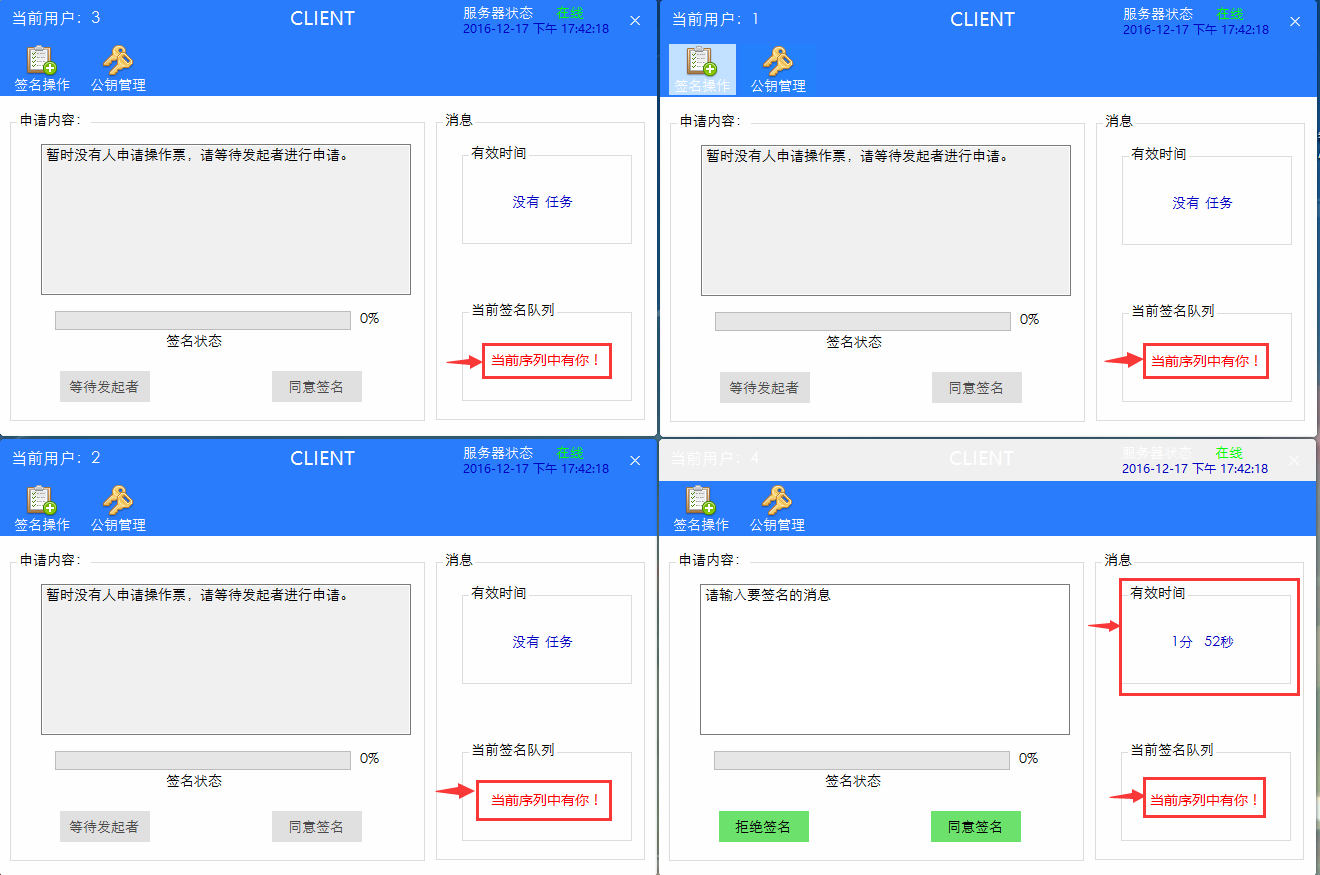 当前用户：3
CLIENT
服务器状态 在线
2016-12-17 下午 17:42:18
签名操作
公钥管理
申请内容：
暂时没有人申请操作票，请等待发起者进行申请。
0%
签名状态
等待发起者
同意签名
消息
有效时间
没有 任务
当前签名队列
当前序列中有你！
当前用户：1
CLIENT
服务器状态 在线
2016-12-17 下午 17:42:18
签名操作
公钥管理
申请内容：
暂时没有人申请操作票，请等待发起者进行申请。
0%
签名状态
等待发起者
同意签名
消息
有效时间
没有 任务
当前签名队列
当前序列中有你！
当前用户：2
CLIENT
服务器状态 在线
2016-12-17 下午 17:42:18
签名操作
公钥管理
申请内容：
暂时没有人申请操作票，请等待发起者进行申请。
0%
签名状态
等待发起者
同意签名
消息
有效时间
没有 任务
当前签名队列
当前序列中有你！
当前用户：4
CLIENT
服务器状态 在线
2016-12-17 下午 17:42:18
签名操作
公钥管理
申请内容：
请输入要签名的消息
0%
签名状态
拒绝签名
同意签名
消息
有效时间
1分 52秒
当前签名队列
当前序列中有你！